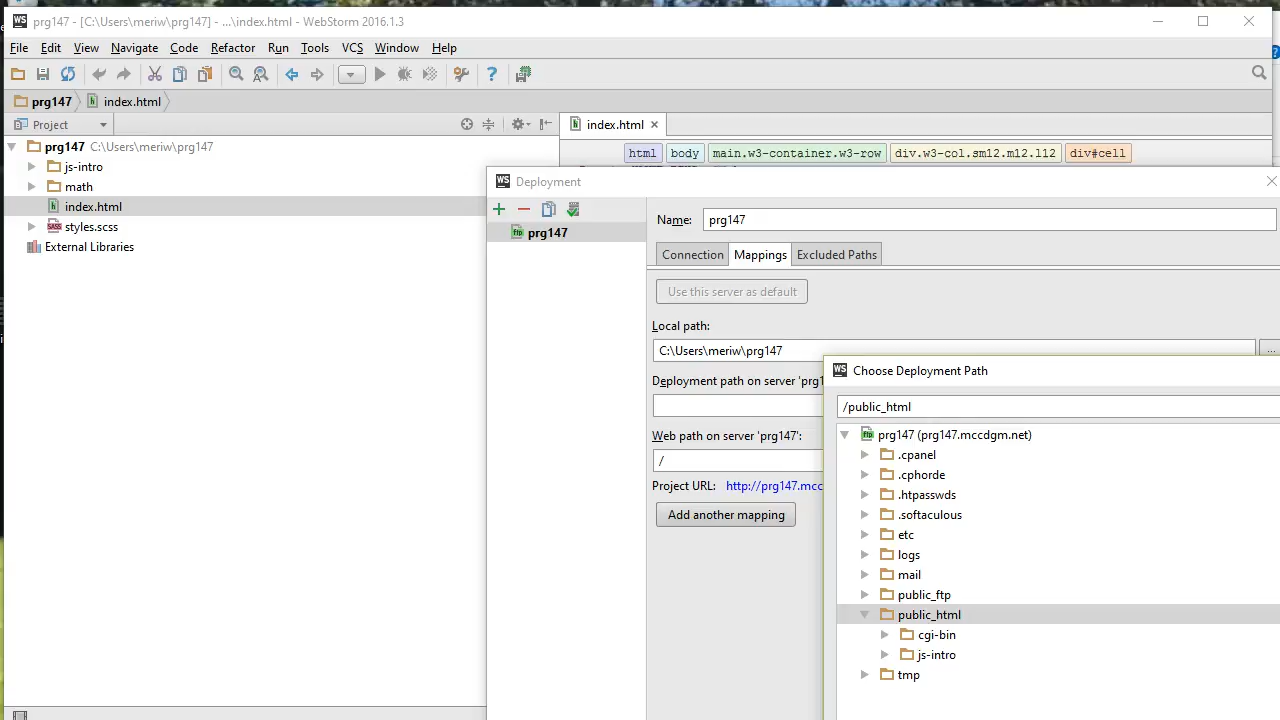 WS prg147 - [C:\Users\meriw\prg147] - ...\index.html - WebStorm 2016.1.3
File Edit View Navigate Code Refactor Run Tools VCS Window Help
prg147 index.html
Project
index.html
prg147 C:\Users\meriw\prg147
html body main.w3-container.w3-row div.w3-col.sm12.m12.l12 div#cell
js-intro
math
index.html
styles.scss
External Libraries
WS Deployment
prg147
Name: prg147
Connection Mappings Excluded Paths
Use this server as default
Local path:
C:\Users\meriw\prg147 ...
Deployment path on server 'prg1
Web path on server 'prg147':
/
Project URL: http://prg147.mcc
Add another mapping
WS Choose Deployment Path
/public_html
prg147 (prg147.mccdgm.net)
.cpanel
.cphorde
.htpasswds
.softaculous
etc
logs
mail
public_ftp
public_html
cgi-bin
js-intro
tmp